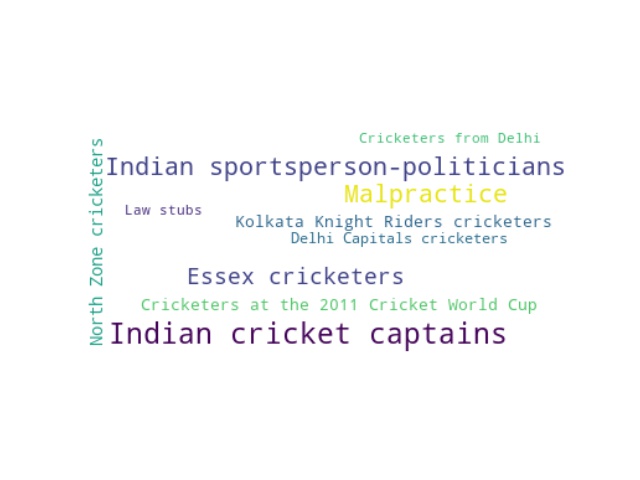 Cricketers from Delhi
Indian sportsperson-politicians
Malpractice
Law stubs
Kolkata Knight Riders cricketers
Delhi Capitals cricketers
North Zone cricketers
Essex cricketers
Cricketers at the 2011 Cricket World Cup
Indian cricket captains